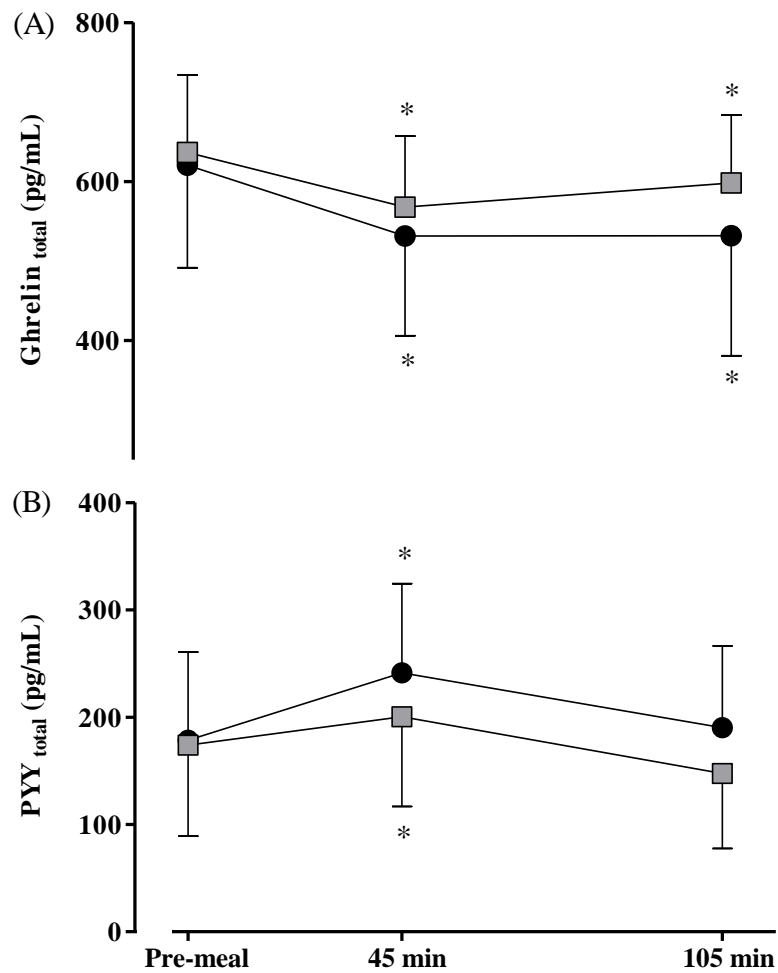 (A)
800
600
400
Ghrelin total (pg/mL)
* *
* *
(B)
400
300
200
100
0
PYY total (pg/mL)
*
*
Pre-meal 45 min 105 min